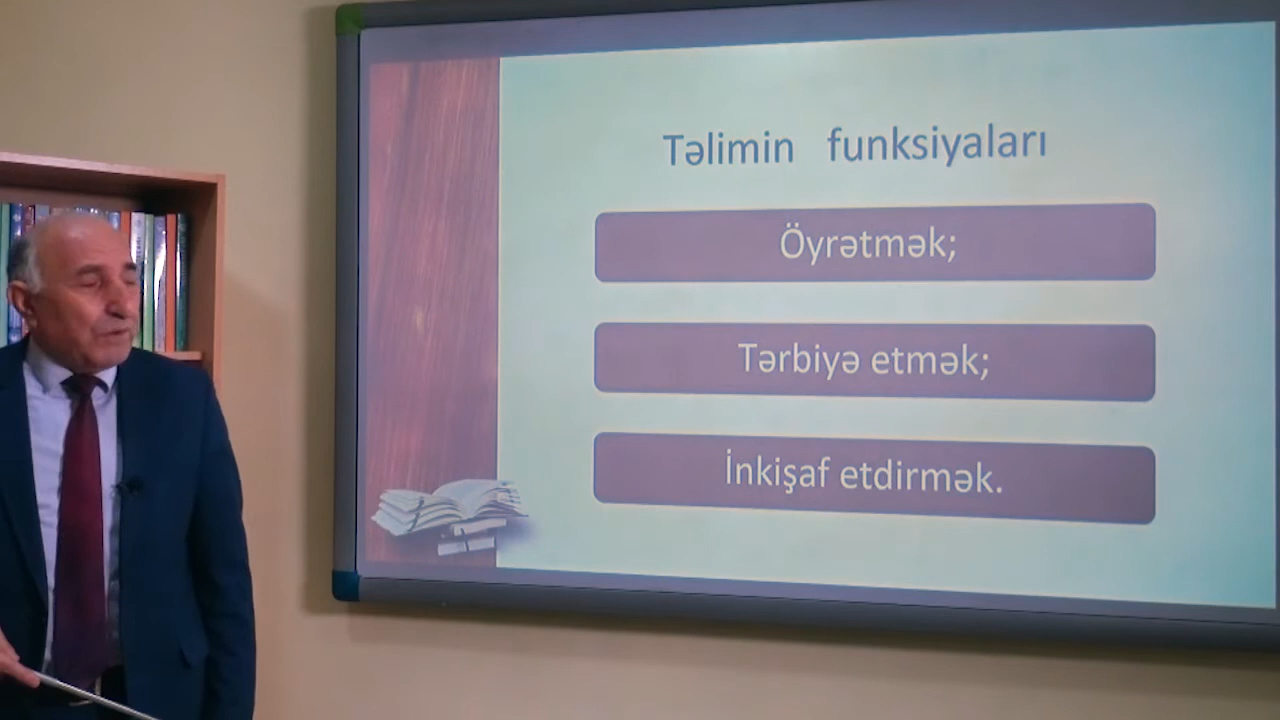 Təlimin funksiyaları
Öyrətmək;
Tərbiyə etmək;
İnkişaf etdirmək.